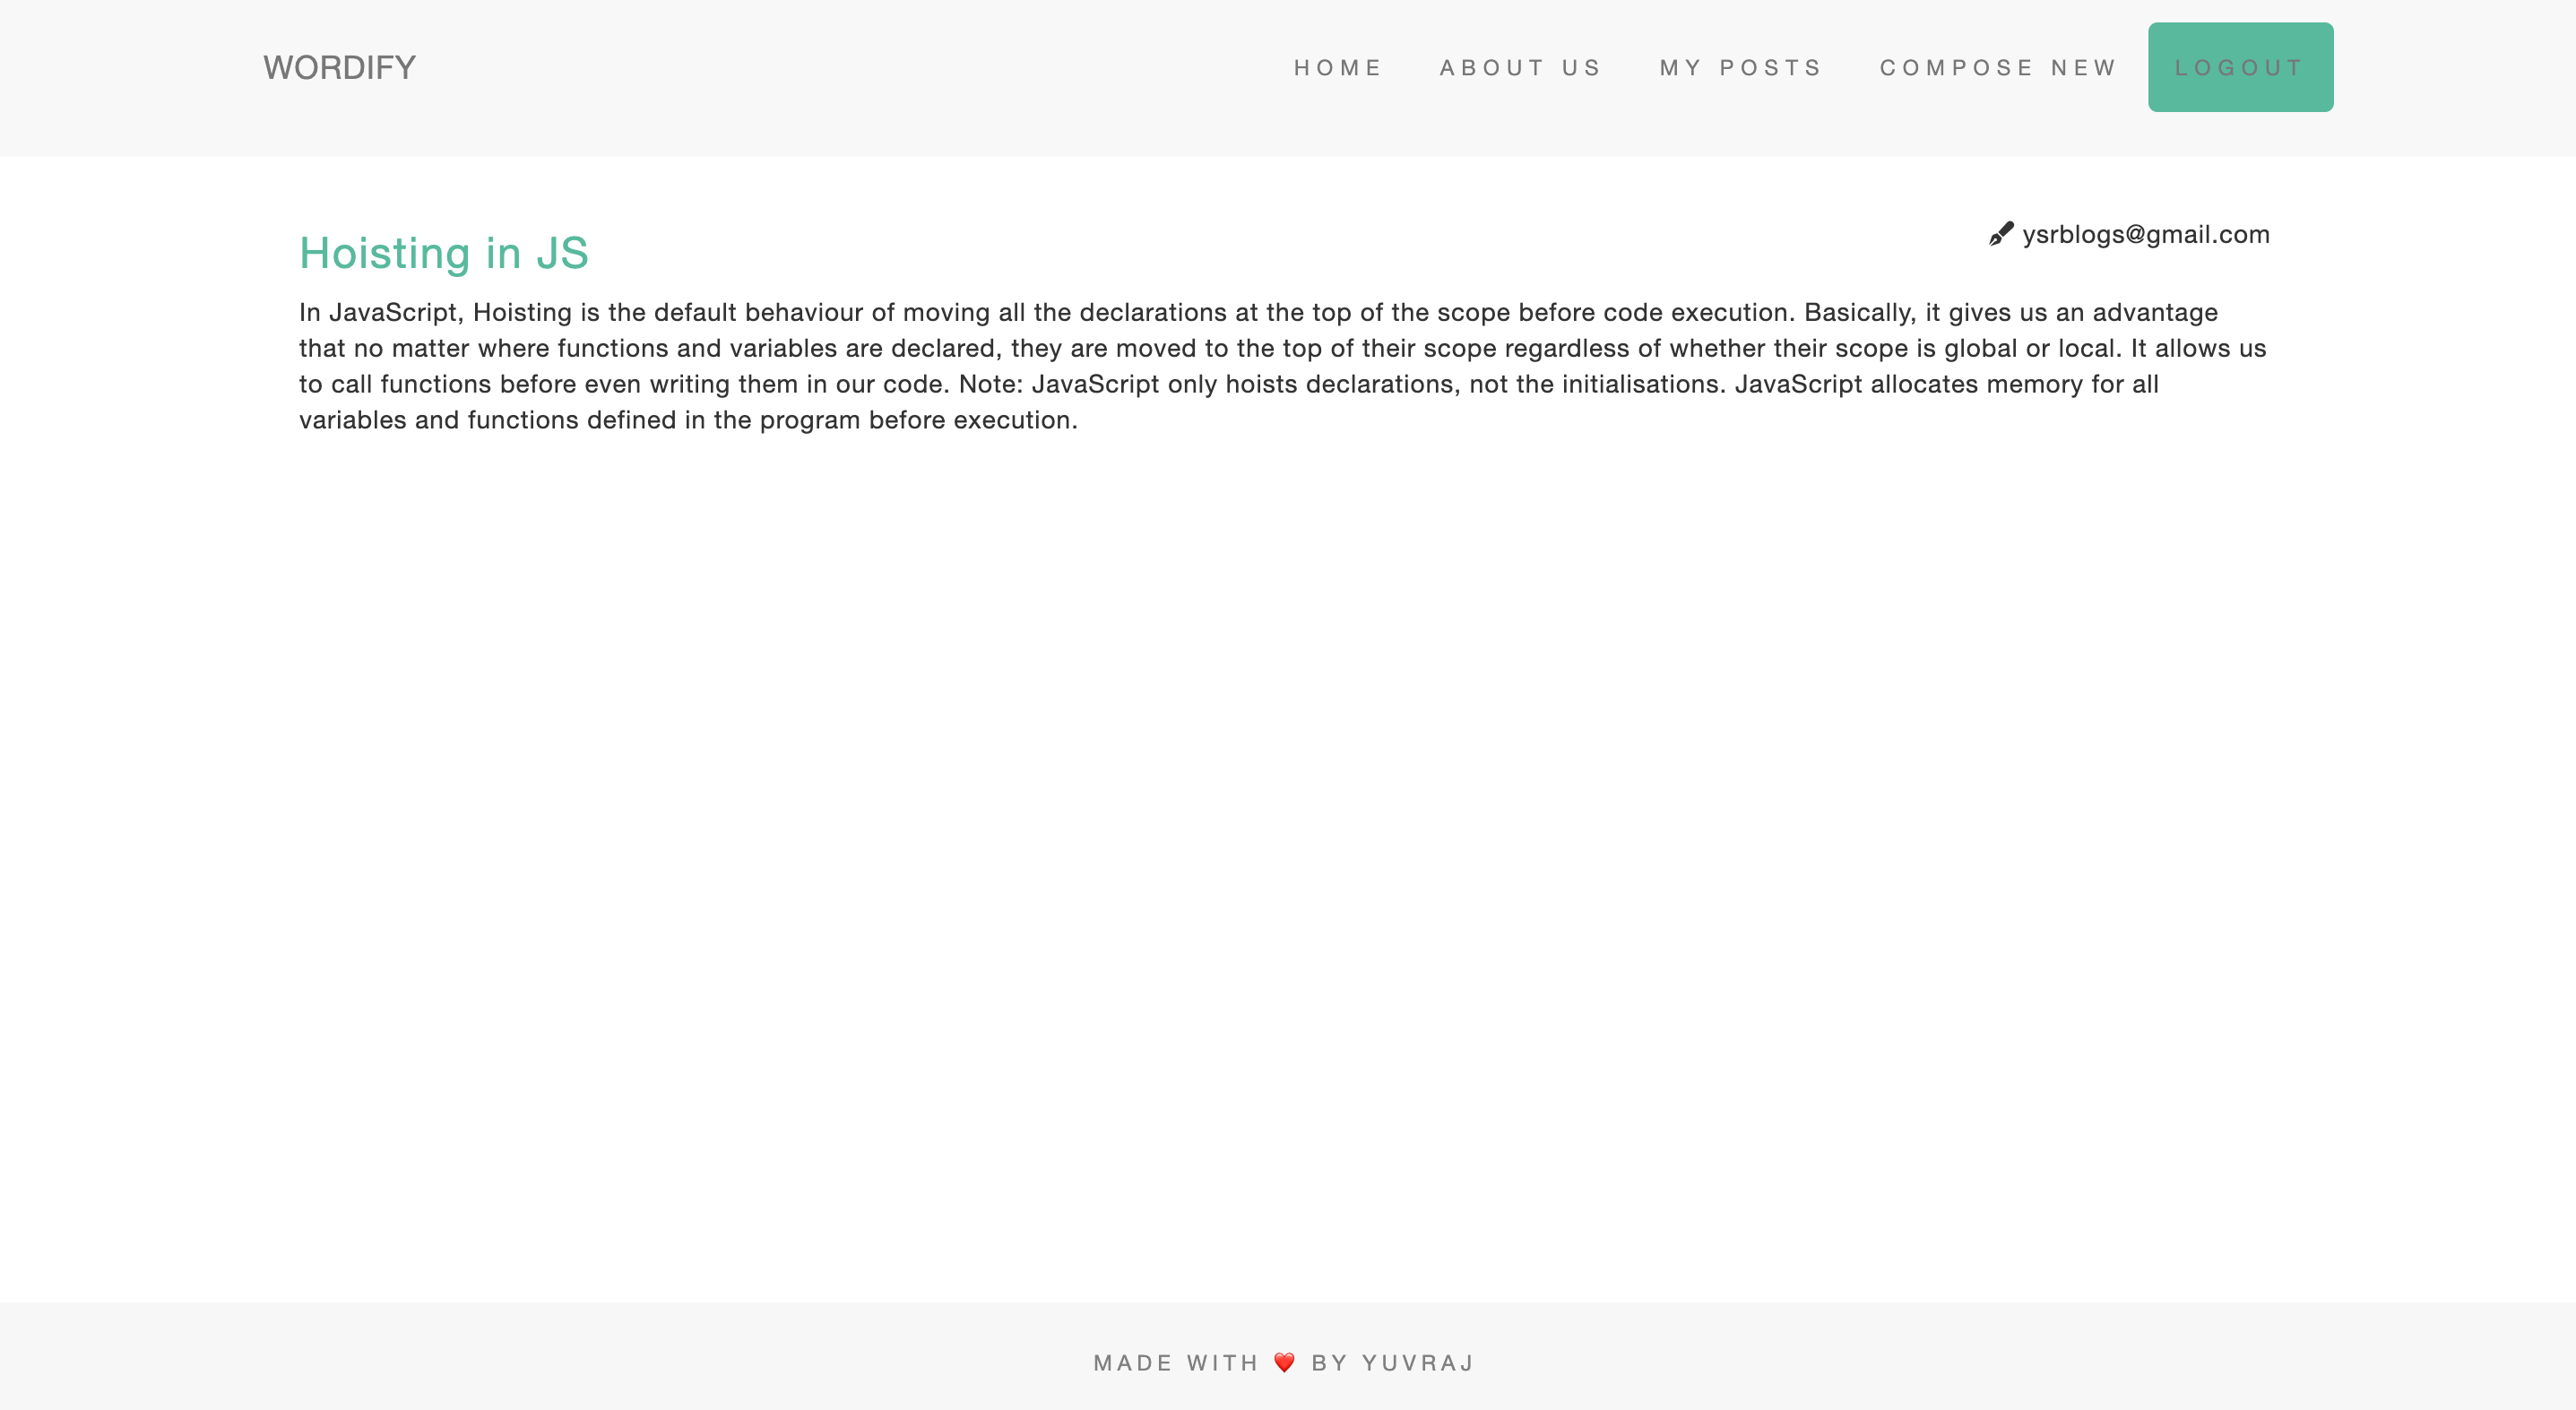 WORDIFY
HOME
ABOUT US
MY POSTS
COMPOSE NEW
LOGOUT
Hoisting in JS
ysrblogs@gmail.com
In JavaScript, Hoisting is the default behaviour of moving all the declarations at the top of the scope before code execution. Basically, it gives us an advantage
that no matter where functions and variables are declared, they are moved to the top of their scope regardless of whether their scope is global or local. It allows us
to call functions before even writing them in our code. Note: JavaScript only hoists declarations, not the initialisations. JavaScript allocates memory for all
variables and functions defined in the program before execution.
MADE WITH ❤️ BY YUVRAJ